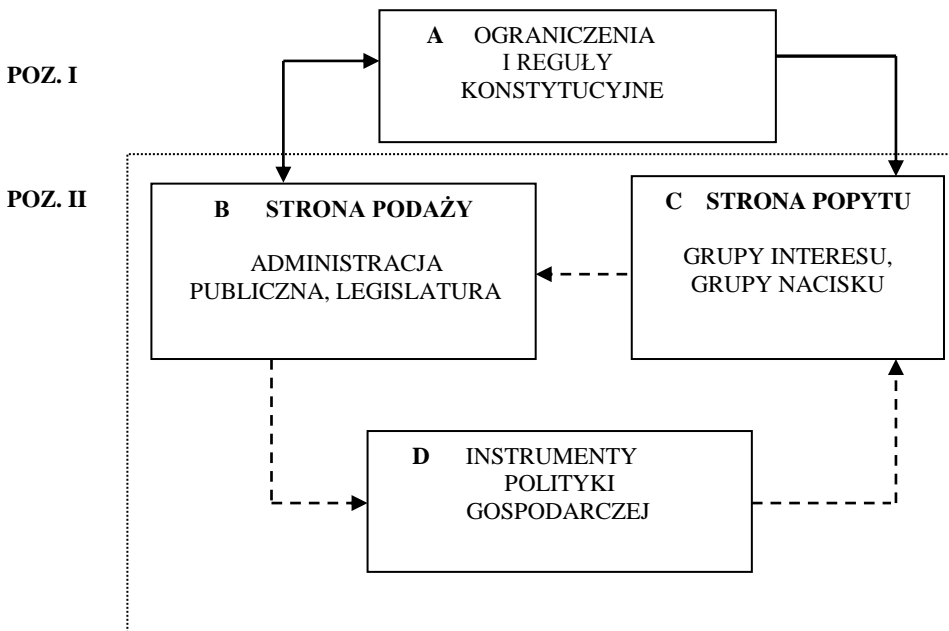 A OGRANICZENIA
I REGUŁY
KONSTYTUCYJNE
POZ. I
POZ. II
B STRONA PODAŻY
ADMINISTRACJA
PUBLICZNA, LEGISLATURA
C STRONA POPYTU
GRUPY INTERESU,
GRUPY NACISKU
D INSTRUMENTY
POLITYKI
GOSPODARCZEJ